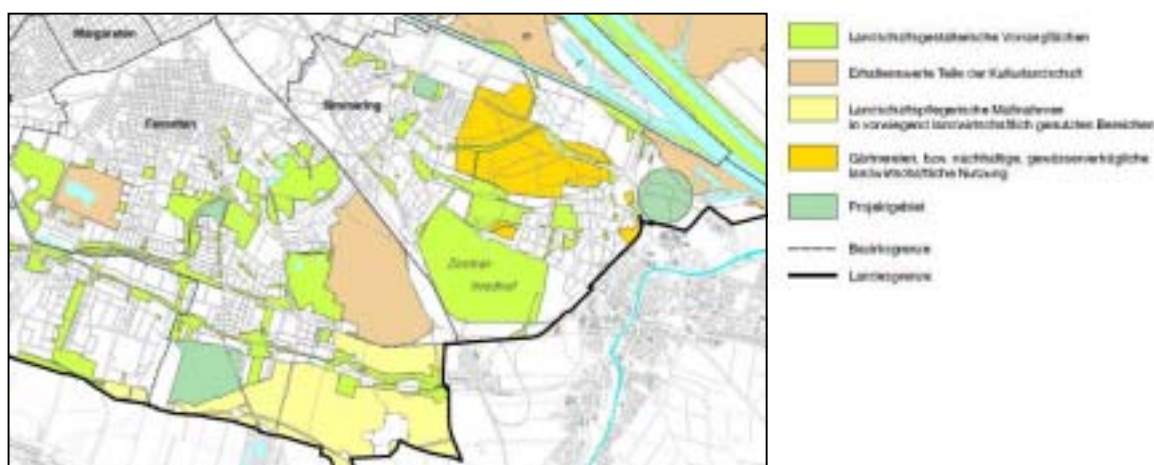 Margareten
Simmering
Favoriten
Zentral-
friedhof
Landschaftsgestalterische Vorsorgflächen
Erhaltenswerte Teile der Kulturlandschaft
Landschaftspflegerische Maßnahmen
in vorwiegend landwirtschaftlich genutzten Bereichen
Gärtnereien, bzw. nachhaltige, gewässerverträgliche
landwirtschaftliche Nutzung
Projektgebiet
Bezirksgrenze
Landesgrenze